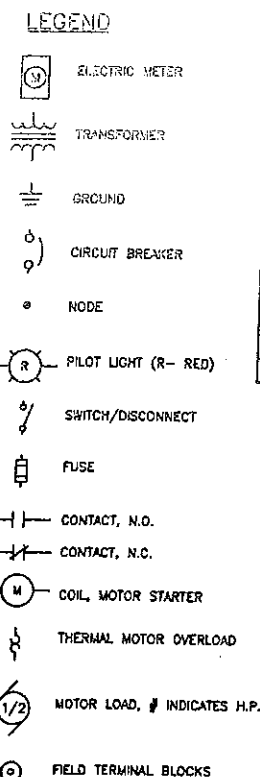 LEGEND
M ELECTRIC METER
TRANSFORMER
GROUND
CIRCUIT BREAKER
NODE
R PILOT LIGHT (R- RED)
SWITCH/DISCONNECT
FUSE
CONTACT, N.O.
CONTACT, N.C.
M COIL, MOTOR STARTER
THERMAL MOTOR OVERLOAD
1/2 MOTOR LOAD, # INDICATES H.P.
FIELD TERMINAL BLOCKS